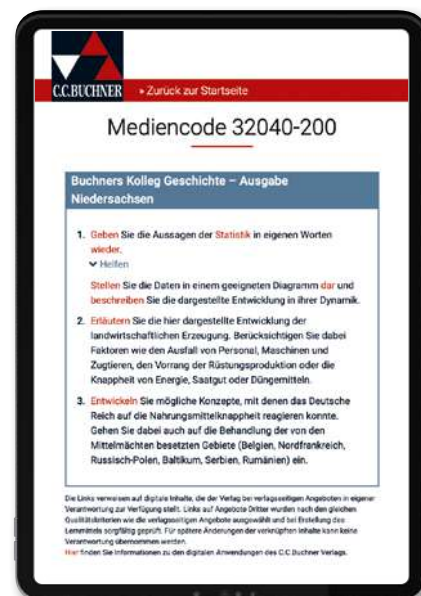 C.C.BUCHNER
» Zurück zur Startseite
Mediencode 32040-200
Buchners Kolleg Geschichte – Ausgabe
Niedersachsen
1. Geben Sie die Aussagen der Statistik in eigenen Worten
wieder.
Helfen
Stellen Sie die Daten in einem geeigneten Diagramm dar und
beschreiben Sie die dargestellte Entwicklung in ihrer Dynamik.
2. Erläutern Sie die hier dargestellte Entwicklung der
landwirtschaftlichen Erzeugung. Berücksichtigen Sie dabei
Faktoren wie den Ausfall von Personal, Maschinen und
Zugtieren, den Vorrang der Rüstungsproduktion oder die
Knappheit von Energie, Saatgut oder Düngemitteln.
3. Entwickeln Sie mögliche Konzepte, mit denen das Deutsche
Reich auf die Nahrungsmittelknappheit reagieren konnte.
Gehen Sie dabei auch auf die Behandlung der von den
Mittelmächten besetzten Gebiete (Belgien, Nordfrankreich,
Russisch-Polen, Baltikum, Serbien, Rumänien) ein.
Die Links verweisen auf digitale Inhalte, die der Verlag bei verlagsseitigen Angeboten in eigener
Verantwortung zur Verfügung stellt. Links auf Angebote Dritter wurden nach den gleichen
Qualitätskriterien wie die verlagsseitigen Angebote ausgewählt und bei Erstellung des
Lernmittels sorgfältig geprüft. Für spätere Änderungen der verknüpften Inhalte kann keine
Verantwortung übernommen werden.
Hier finden Sie Informationen zu den digitalen Anwendungen des C.C.Buchner Verlags.